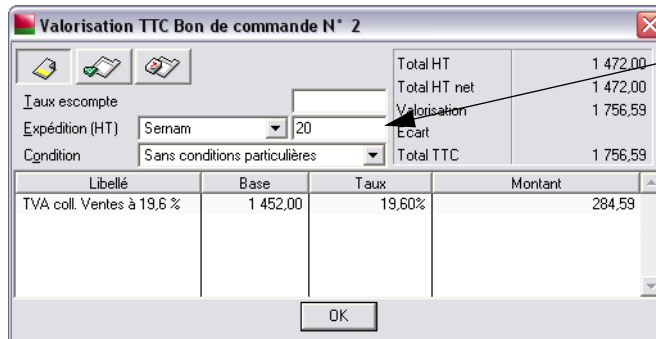 Valorisation TTC Bon de commande N° 2
Total HT 1 472,00
Total HT net 1 472,00
Taux escompte
Valorisation 1 756,59
Expédition (HT) Sernam 20
Ecart
Condition Sans conditions particulières
Total TTC 1 756,59
Libellé Base Taux Montant
TVA coll. Ventes à 19,6 % 1 452,00 19,60% 284,59
OK